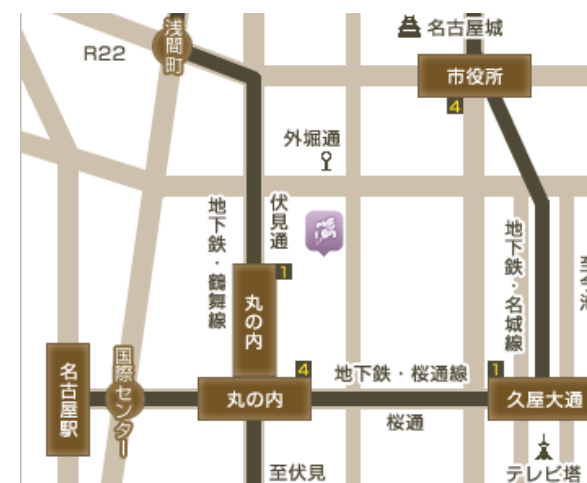 名古屋城
浅間町
R22
市役所
4
外堀通
伏見通
地下鉄・鶴舞線
地下鉄・名城線
1
丸の内
名古屋駅
国際センター
4
丸の内
地下鉄・桜通線
1
久屋大通
桜通
至伏見
テレビ塔